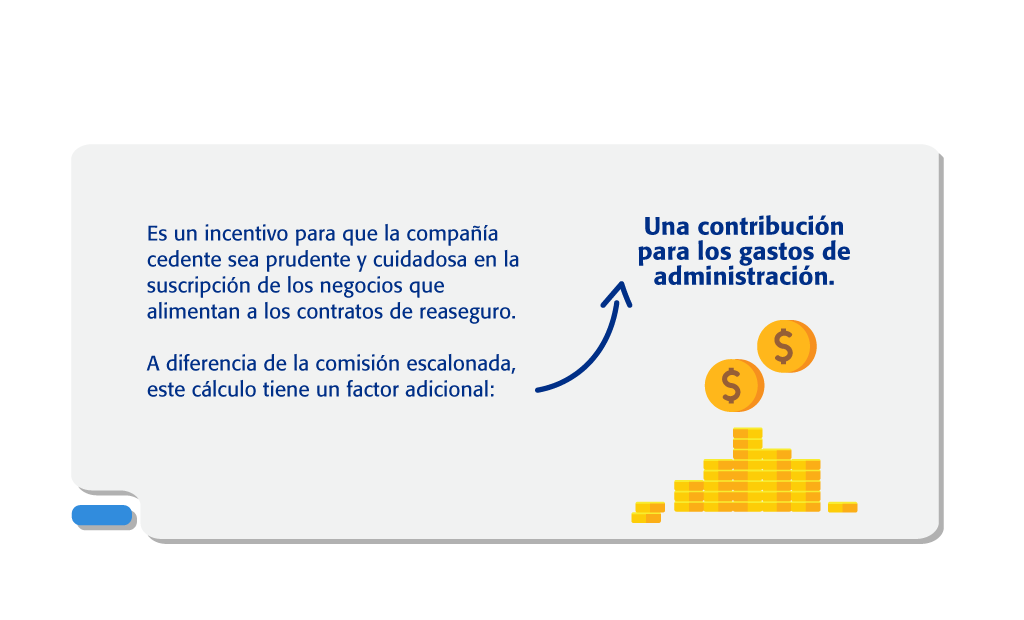 Es un incentivo para que la compañía
cedente sea prudente y cuidadosa en la
suscripción de los negocios que
alimentan a los contratos de reaseguro.
A diferencia de la comisión escalonada,
este cálculo tiene un factor adicional:
Una contribución
para los gastos de
administración.
$
$